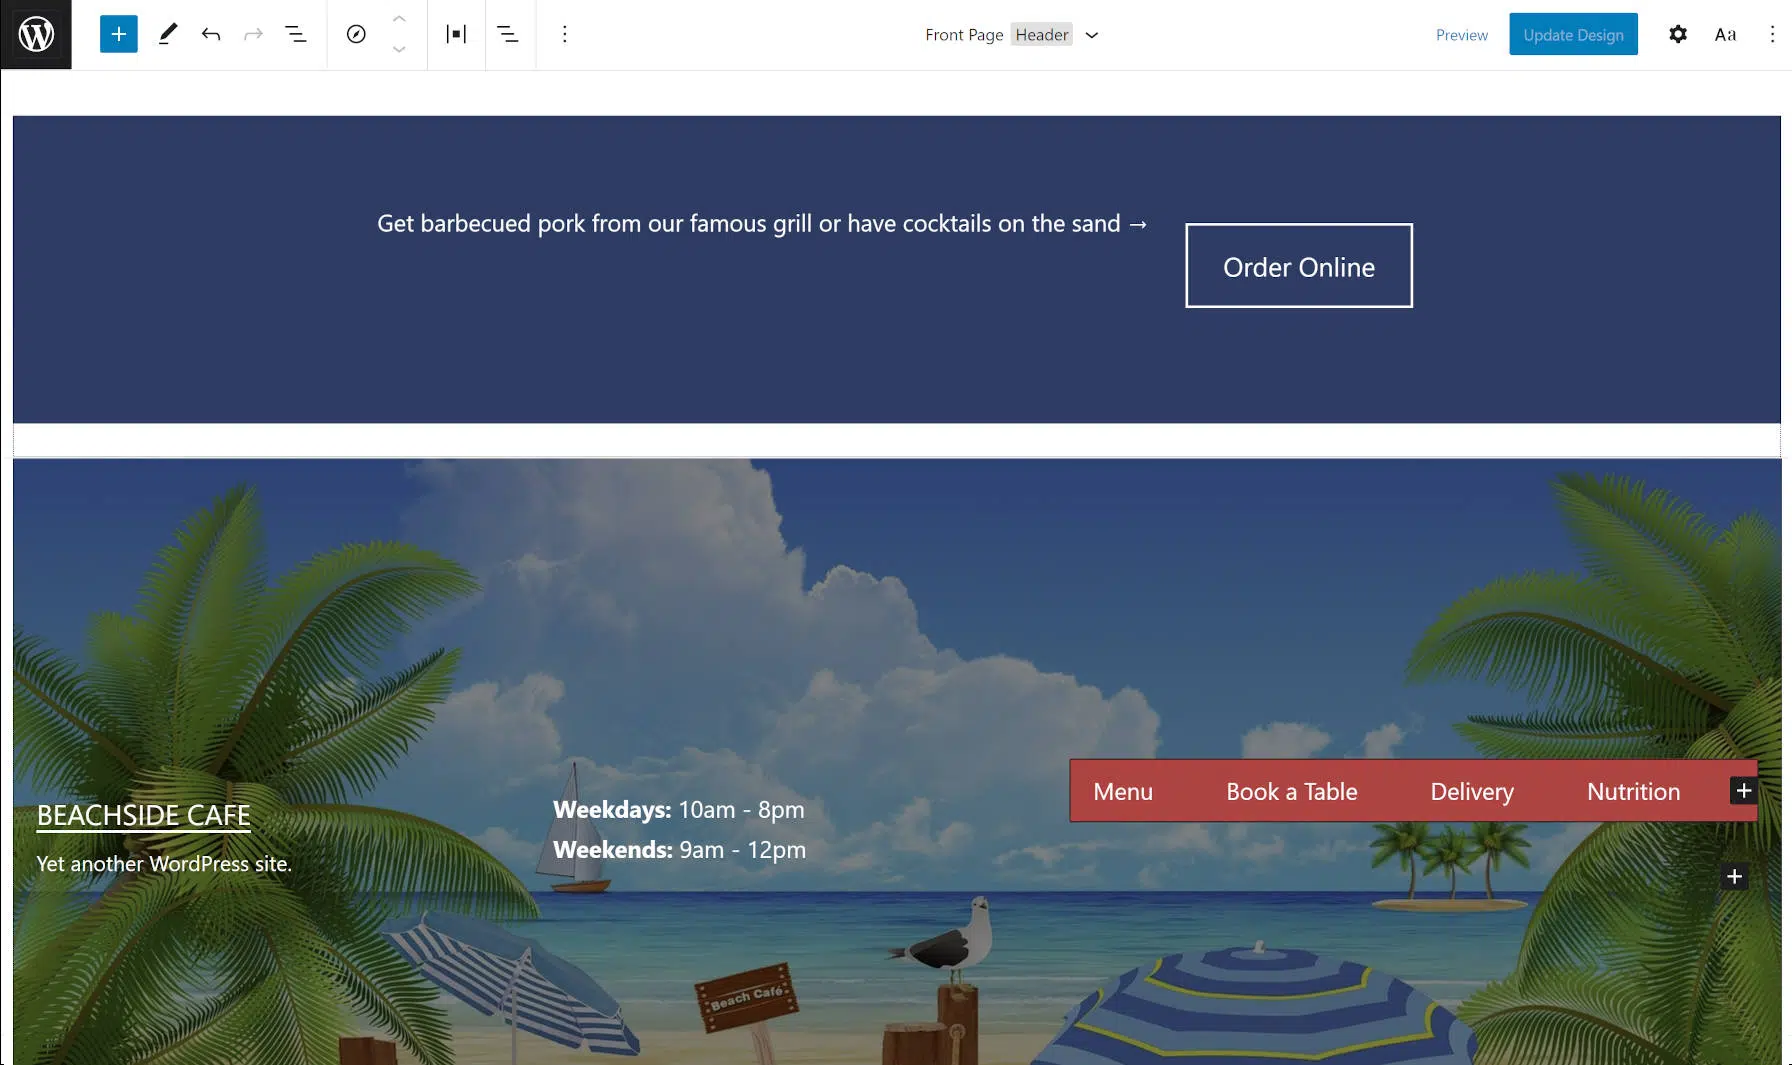 Front Page Header
Preview
Update Design
Aa
Get barbecued pork from our famous grill or have cocktails on the sand →
Order Online
Menu Book a Table Delivery Nutrition
BEACHSIDE CAFE
Yet another WordPress site.
Weekdays: 10am - 8pm
Weekends: 9am - 12pm
Beach Café